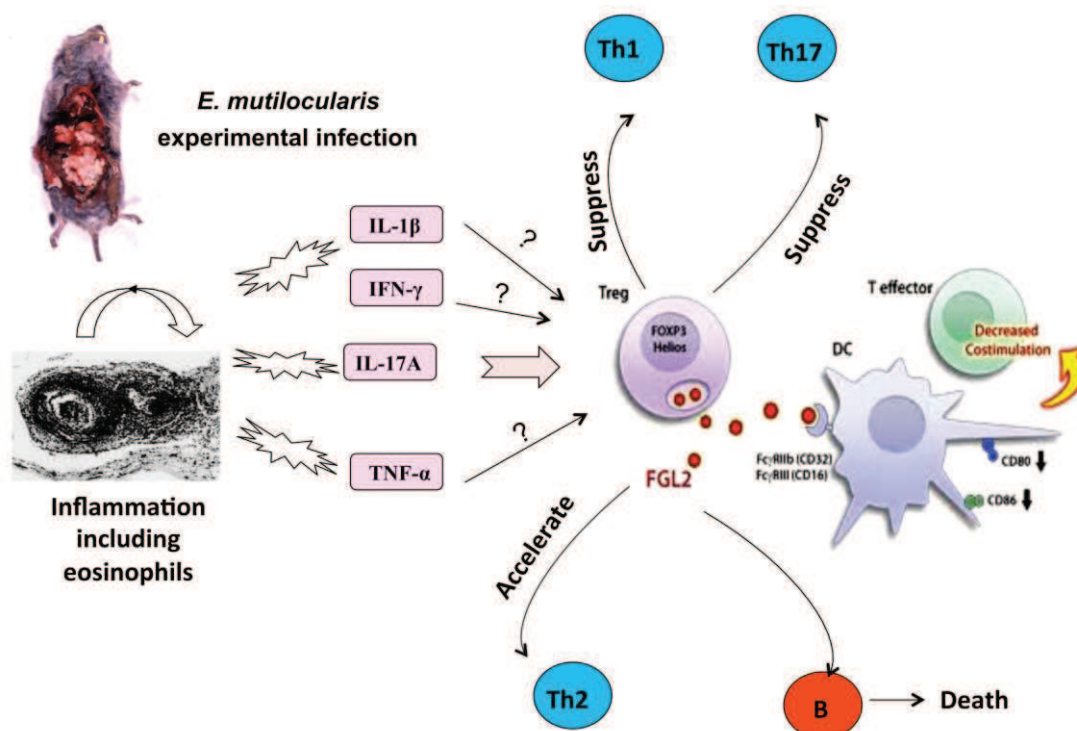 Th1
Th17
E. mutilocularis
experimental infection
Suppress
Suppress
IL-1β
?
IFN-γ
?
Treg
T effector
FOXP3
Helios
Decreased
Costimulation
IL-17A
DC
?
TNF-α
FcγRIIb (CD32)
FcγRIII (CD16)
CD80
CD86
FGL2
Inflammation
including
eosinophils
Accelerate
Th2
B
Death